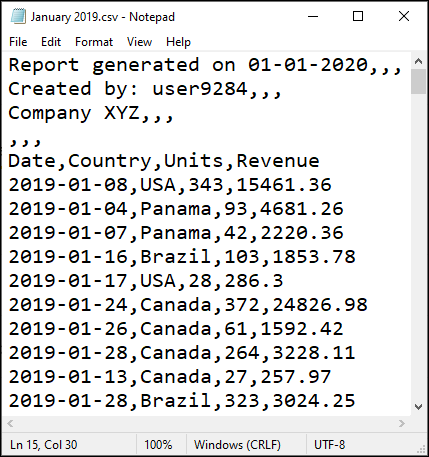 January 2019.csv - Notepad
File Edit Format View Help
Report generated on 01-01-2020,,,
Created by: user9284,,,
Company XYZ,,,
,,,
Date,Country,Units,Revenue
2019-01-08,USA,343,15461.36
2019-01-04,Panama,93,4681.26
2019-01-07,Panama,42,2220.36
2019-01-16,Brazil,103,1853.78
2019-01-17,USA,28,286.3
2019-01-24,Canada,372,24826.98
2019-01-26,Canada,61,1592.42
2019-01-28,Canada,264,3228.11
2019-01-13,Canada,27,257.97
2019-01-28,Brazil,323,3024.25
Ln 15, Col 30 100% Windows (CRLF) UTF-8